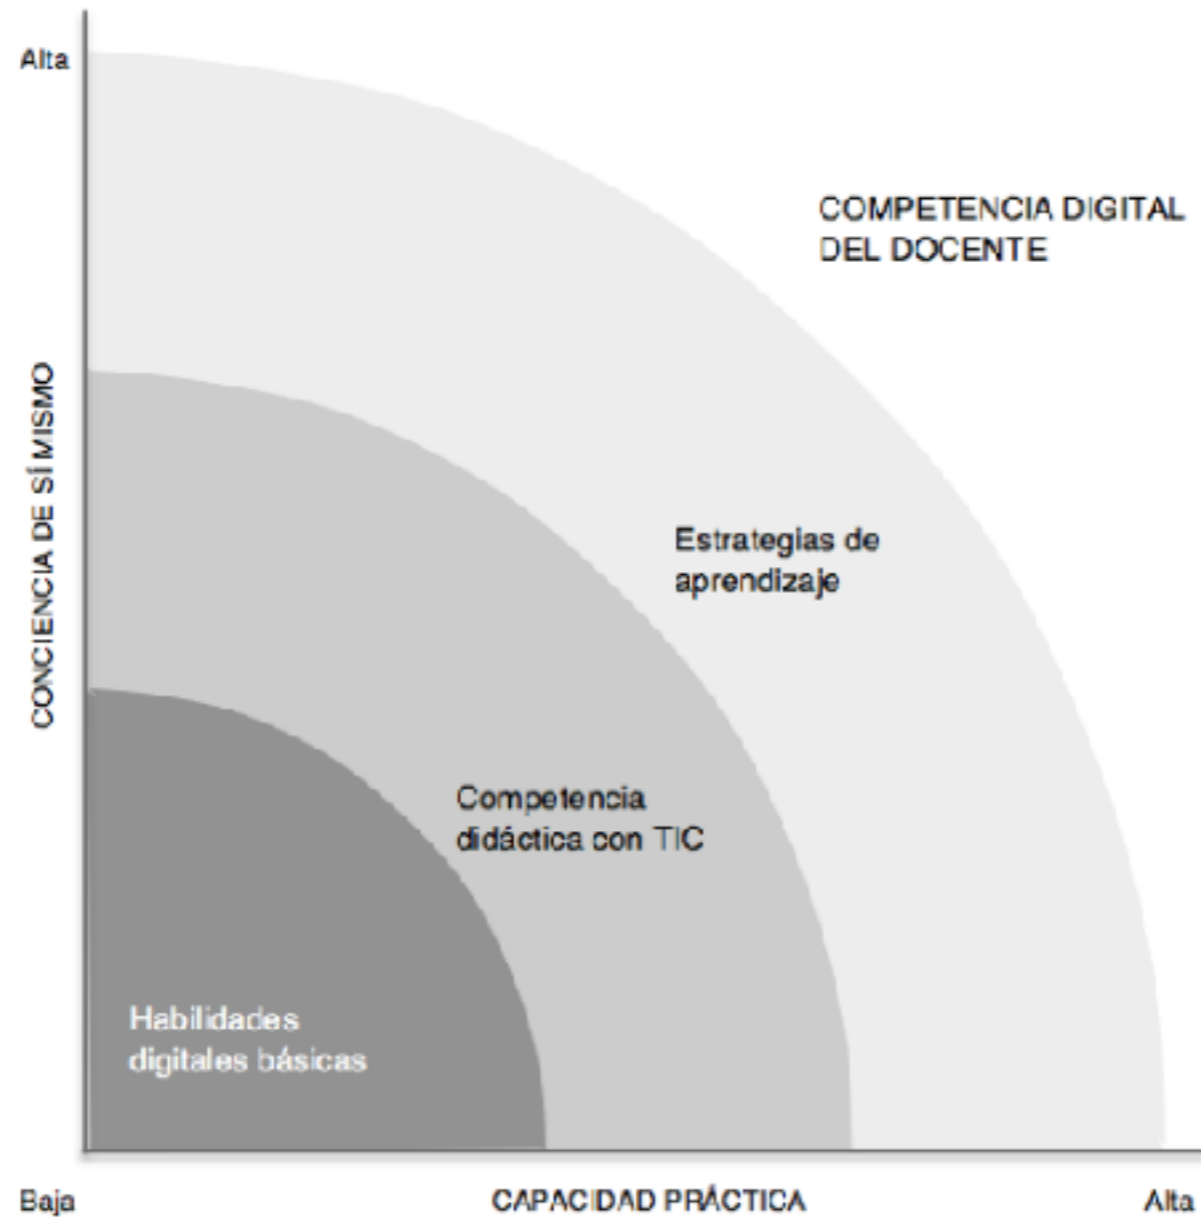 Alta
COMPETENCIA DIGITAL
DEL DOCENTE
CONCIENCIA DE SÍ MISMO
Estrategias de
aprendizaje
Competencia
didáctica con TIC
Habilidades
digitales básicas
Baja
CAPACIDAD PRÁCTICA
Alta